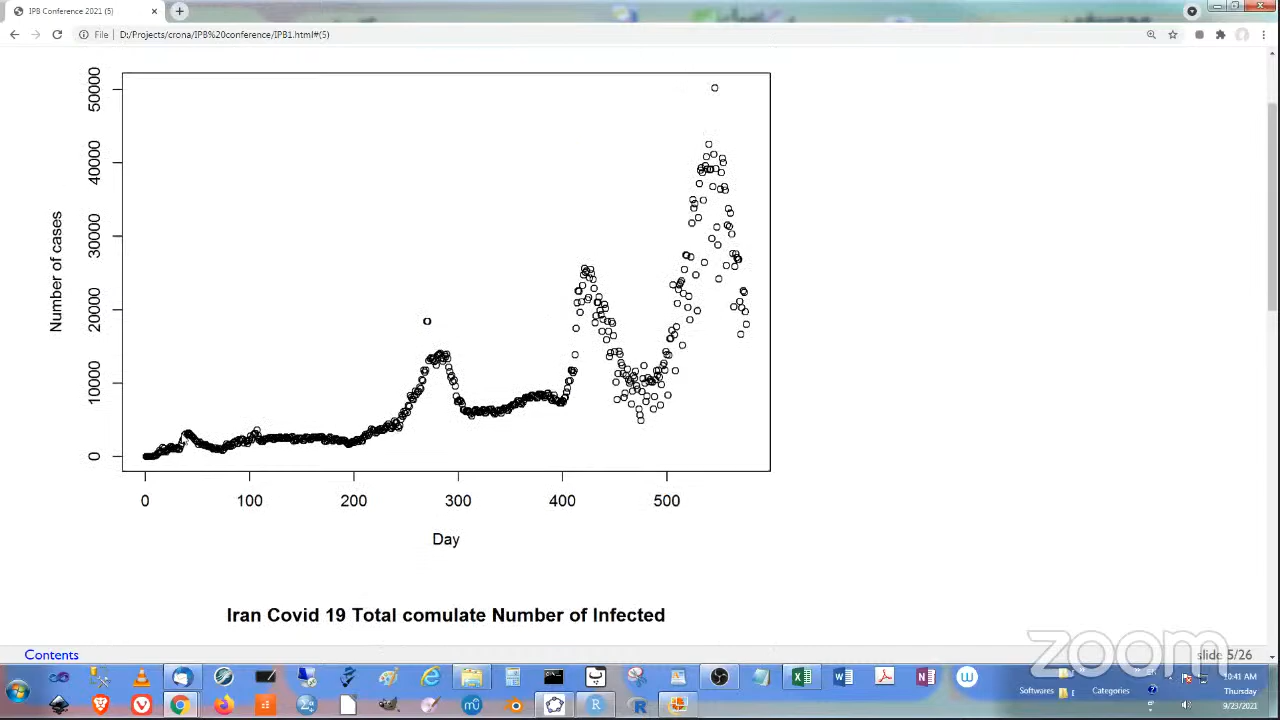 IPB Conference 2021 (5)
File
D:/Projects/crona/IPB%20conference/IPB1.html#(5)
50000
40000
30000
20000
10000
0
Number of cases
0 100 200 300 400 500
Day
Iran Covid 19 Total comulate Number of Infected
Contents
slide 5/26
zoom
Softwares
Categories
10:41 AM
Thursday
9/23/2021